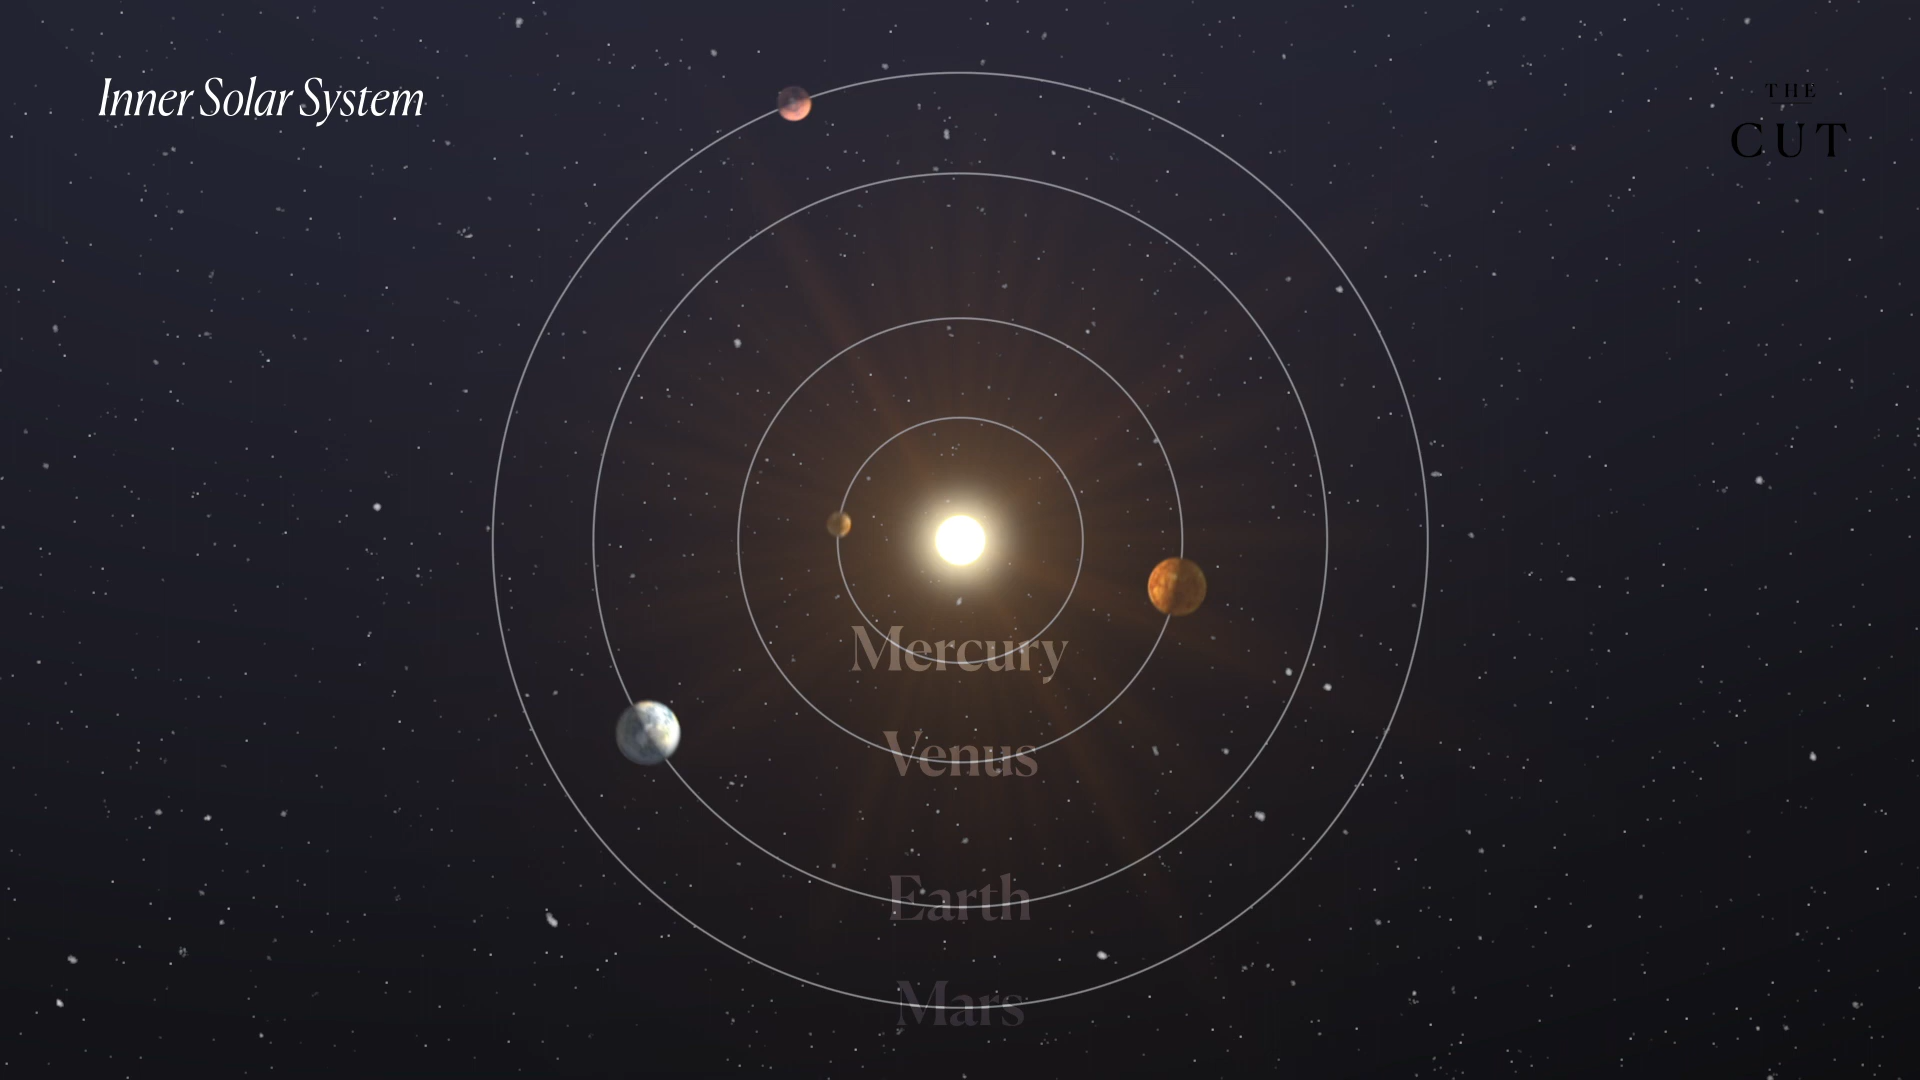 Inner Solar System
THE
CUT
Mercury
Venus
Earth
Mars